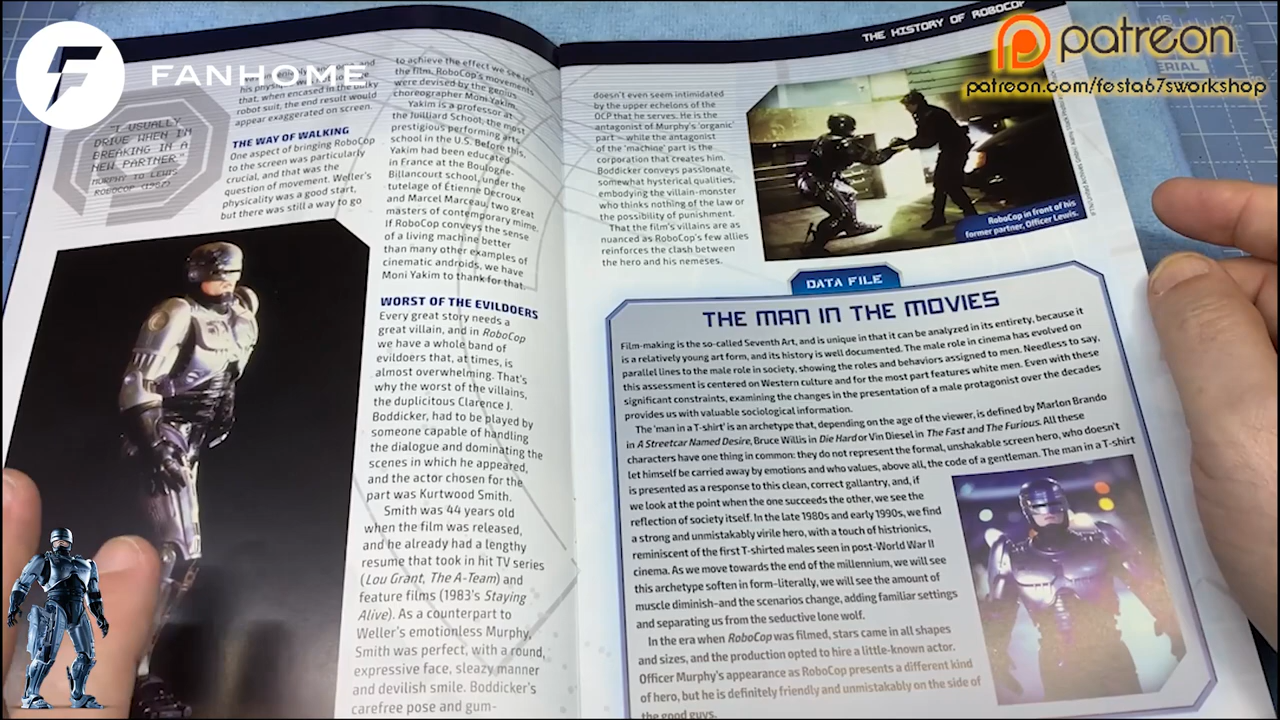 FANHOME
THE HISTORY OF ROBOCOP
patreon
patreon.com/festa67sworkshop
"I USUALLY
DRIVE WHEN I'M
BREAKING IN A
NEW PARTNER."
MURPHY TO LEWIS
ROBOCOP (1987)
that, when encased in the bulky
robot suit, the end result would
appear exaggerated on screen.
THE WAY OF WALKING
One aspect of bringing RoboCop
to the screen was particularly
crucial, and that was the
question of movement. Weller's
physicality was a good start,
but there was still a way to go
to achieve the effect we see in
the film. RoboCop's movements
were devised by the genius
choreographer Moni Yakim.
Yakim is a professor at
the Juilliard School, the most
prestigious performing arts
school in the U.S. Before this,
Yakim had been educated
in France at the Boulogne-
Billancourt school, under the
tutelage of Étienne Decroux
and Marcel Marceau, two great
masters of contemporary mime.
If RoboCop conveys the sense
of a living machine better
than many other examples of
cinematic androids, we have
Moni Yakim to thank for that.
WORST OF THE EVILDOERS
Every great story needs a
great villain, and in RoboCop
we have a whole band of
evildoers that, at times, is
almost overwhelming. That's
why the worst of the villains,
the duplicitous Clarence J.
Boddicker, had to be played by
someone capable of handling
the dialogue and dominating the
scenes in which he appeared,
and the actor chosen for the
part was Kurtwood Smith.
Smith was 44 years old
when the film was released,
and he already had a lengthy
resume that took in hit TV series
(Lou Grant, The A-Team) and
feature films (1983's Staying
Alive). As a counterpart to
Weller's emotionless Murphy,
Smith was perfect, with a round,
expressive face, sleazy manner
and devilish smile. Boddicker's
carefree pose and gum-
doesn't even seem intimidated
by the upper echelons of the
OCP that he serves. He is the
antagonist of Murphy's 'organic'
part – while the antagonist
of the 'machine' part is the
corporation that creates him.
Boddicker conveys passionate,
somewhat hysterical qualities,
embodying the villain-monster
who thinks nothing of the law or
the possibility of punishment.
That the film's villains are as
nuanced as RoboCop's few allies
reinforces the clash between
the hero and his nemeses.
RoboCop in front of his
former partner, Officer Lewis.
DATA FILE
THE MAN IN THE MOVIES
Film-making is the so-called Seventh Art, and is unique in that it can be analyzed in its entirety, because it
is a relatively young art form, and its history is well documented. The male role in cinema has evolved on
parallel lines to the male role in society, showing the roles and behaviors assigned to men. Needless to say,
this assessment is centered on Western culture and for the most part features white men. Even with these
significant constraints, examining the changes in the presentation of a male protagonist over the decades
provides us with valuable sociological information.
The 'man in a T-shirt' is an archetype that, depending on the age of the viewer, is defined by Marlon Brando
in A Streetcar Named Desire, Bruce Willis in Die Hard or Vin Diesel in The Fast and The Furious. All these
characters have one thing in common: they do not represent the formal, unshakable screen hero, who doesn't
let himself be carried away by emotions and who values, above all, the code of a gentleman. The man in a T-shirt
is presented as a response to this clean, correct gallantry, and, if
we look at the point when the one succeeds the other, we see the
reflection of society itself. In the late 1980s and early 1990s, we find
a strong and unmistakably virile hero, with a touch of histrionics,
reminiscent of the first T-shirted males seen in post-World War II
cinema. As we move towards the end of the millennium, we will see
this archetype soften in form–literally, we will see the amount of
muscle diminish–and the scenarios change, adding familiar settings
and separating us from the seductive lone wolf.
In the era when RoboCop was filmed, stars came in all shapes
and sizes, and the production opted to hire a little-known actor.
Officer Murphy's appearance as RoboCop presents a different kind
of hero, but he is definitely friendly and unmistakably on the side of
the good guys.